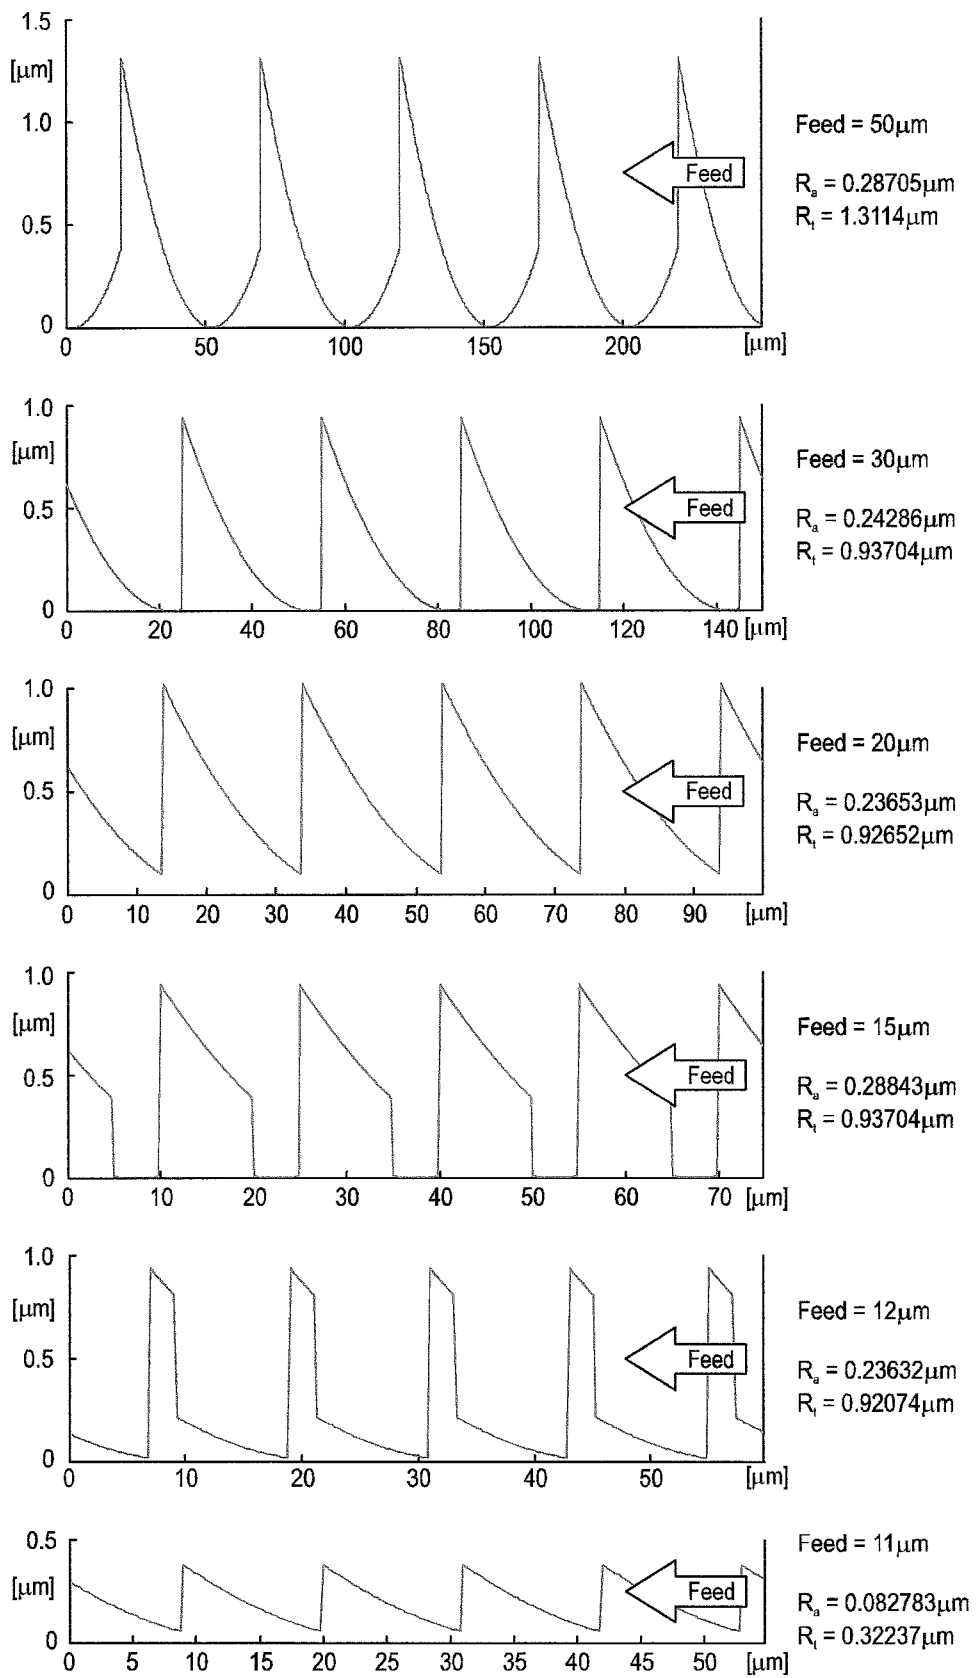 1.5
[μm]
1.0
0.5
0
0 50 100 150 200 [μm]
Feed
Feed = 50μm
Rₐ = 0.28705μm
Rₜ = 1.3114μm
1.0
[μm]
0.5
0
0 20 40 60 80 100 120 140 [μm]
Feed
Feed = 30μm
Rₐ = 0.24286μm
Rₜ = 0.93704μm
1.0
[μm]
0.5
0
0 10 20 30 40 50 60 70 80 90 [μm]
Feed
Feed = 20μm
Rₐ = 0.23653μm
Rₜ = 0.92652μm
1.0
[μm]
0.5
0
0 10 20 30 40 50 60 70 [μm]
Feed
Feed = 15μm
Rₐ = 0.28843μm
Rₜ = 0.93704μm
1.0
[μm]
0.5
0
0 10 20 30 40 50 [μm]
Feed
Feed = 12μm
Rₐ = 0.23632μm
Rₜ = 0.92074μm
0.5
[μm]
0
0 5 10 15 20 25 30 35 40 45 50 [μm]
Feed
Feed = 11μm
Rₐ = 0.082783μm
Rₜ = 0.32237μm